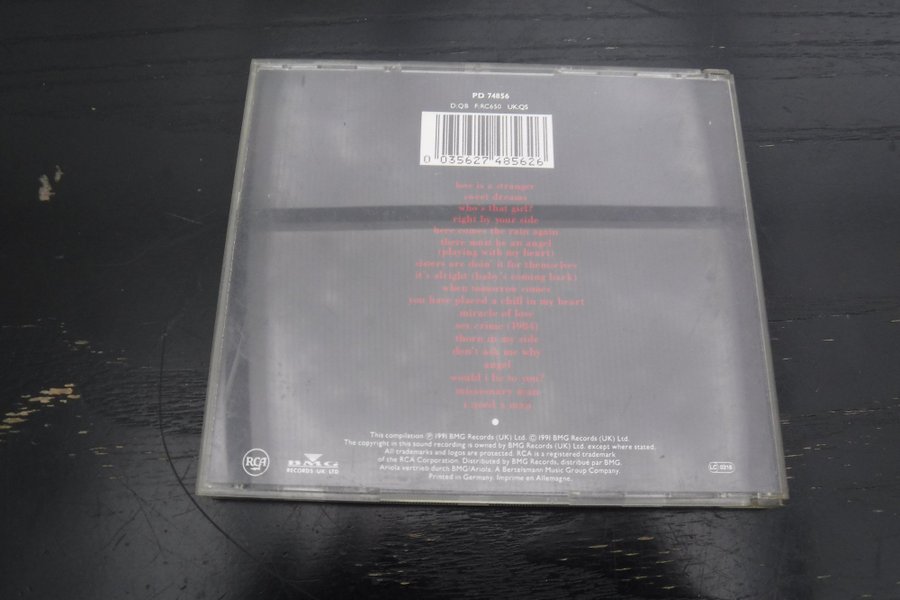 PD 74856
D:QB F:RC650 UK:QS
0 035627 485626
love is a stranger
sweet dreams
who's that girl?
right by your side
here comes the rain again
there must be an angel
(playing with my heart)
sisters are doin' it for themselves
it's alright (baby's coming back)
when tomorrow comes
you have placed a chill in my heart
miracle of love
sex crime (1984)
thorn in my side
don't ask me why
angel
would i lie to you?
missionary man
i need a man
This compilation Ⓟ 1991 BMG Records (UK) Ltd. © 1991 BMG Records (UK) Ltd.
The copyright in this sound recording is owned by BMG Records (UK) Ltd. except where stated.
All trademarks and logos are protected. RCA is a registered trademark
of the RCA Corporation. Distributed by BMG Records, distribué par BMG.
Ariola vertrieb durch BMG/Ariola. A Bertelsmann Music Group Company.
Printed in Germany. Imprimé en Allemagne.
RCA
BMG
RECORDS (UK) LTD
LC 0316